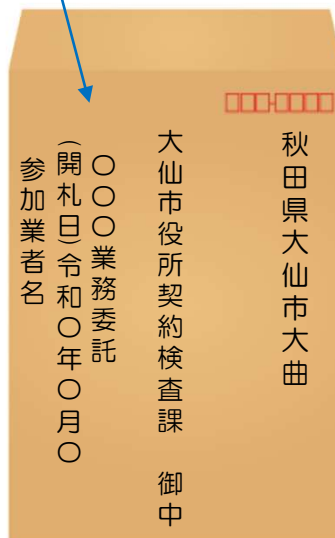 秋田県大仙市大曲
大仙市役所契約検査課　御中
〇〇〇業務委託
(開札日)令和〇年〇月〇
参加業者名